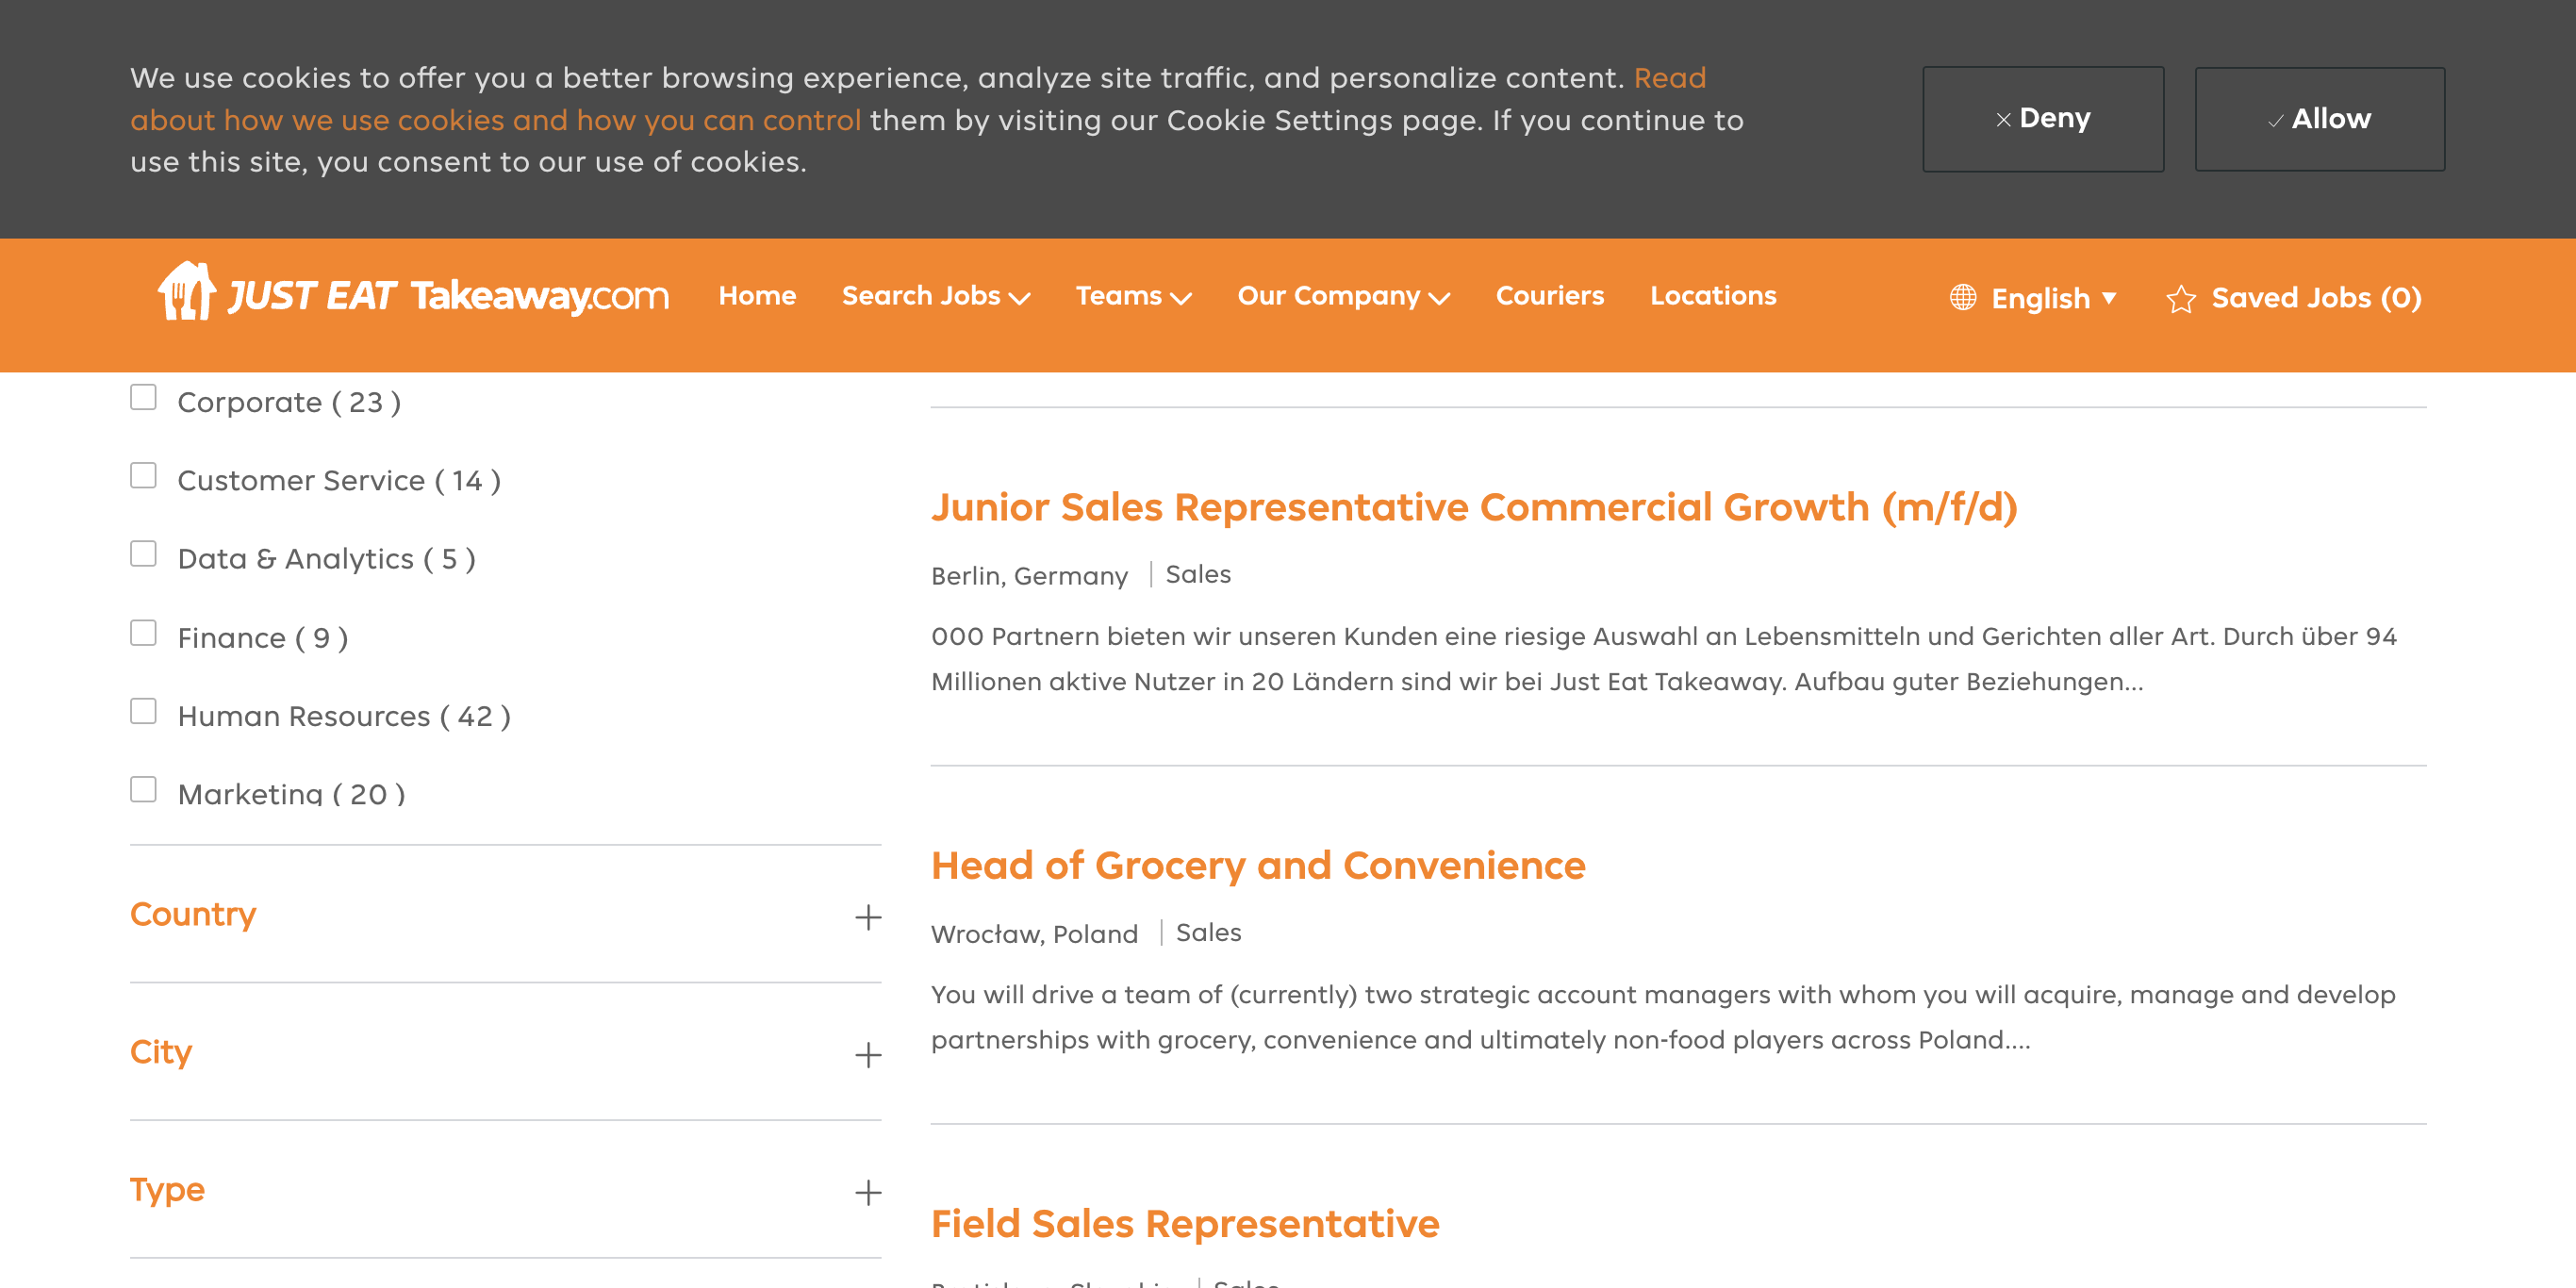 We use cookies to offer you a better browsing experience, analyze site traffic, and personalize content. Read
about how we use cookies and how you can control them by visiting our Cookie Settings page. If you continue to
use this site, you consent to our use of cookies.
Deny
Allow
JUST EAT Takeaway.com
Home
Search Jobs
Teams
Our Company
Couriers
Locations
English
Saved Jobs (0)
Corporate ( 23 )
Customer Service ( 14 )
Data & Analytics ( 5 )
Finance ( 9 )
Human Resources ( 42 )
Marketing ( 20 )
Country
City
Type
Junior Sales Representative Commercial Growth (m/f/d)
Berlin, Germany | Sales
000 Partnern bieten wir unseren Kunden eine riesige Auswahl an Lebensmitteln und Gerichten aller Art. Durch über 94
Millionen aktive Nutzer in 20 Ländern sind wir bei Just Eat Takeaway. Aufbau guter Beziehungen...
Head of Grocery and Convenience
Wrocław, Poland | Sales
You will drive a team of (currently) two strategic account managers with whom you will acquire, manage and develop
partnerships with grocery, convenience and ultimately non-food players across Poland....
Field Sales Representative
Sales